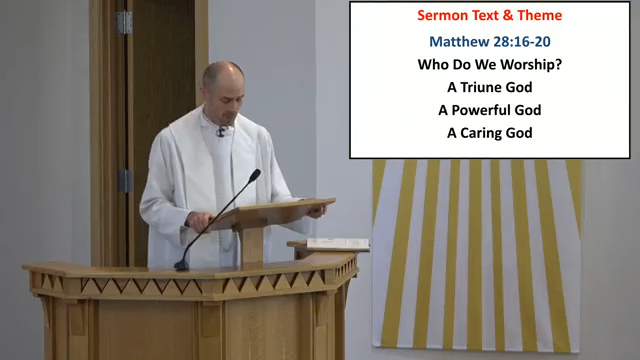 Sermon Text & Theme
Matthew 28:16-20
Who Do We Worship?
A Triune God
A Powerful God
A Caring God